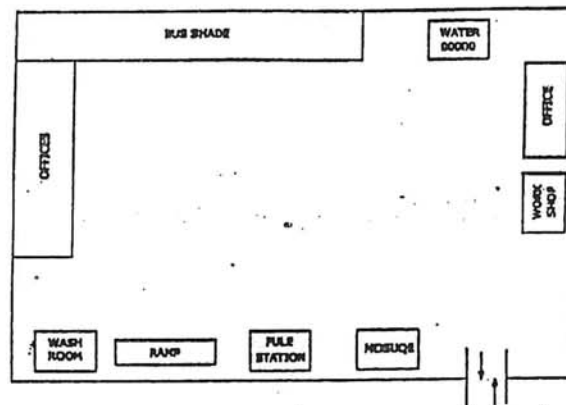 BUS SHADE
WATER
OFFICES
OFFICE
WORK
SHOP
WASH
ROOM
RAMP
FULE
STATION
MOSUQE